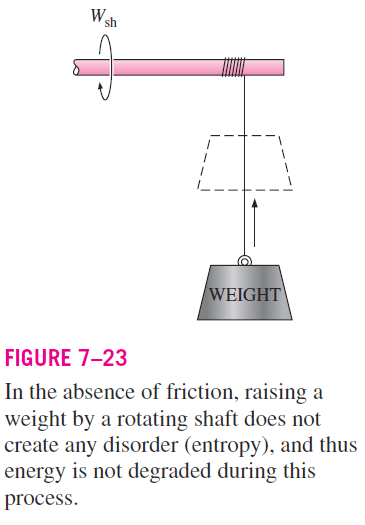 Wsh
WEIGHT
FIGURE 7–23
In the absence of friction, raising a
weight by a rotating shaft does not
create any disorder (entropy), and thus
energy is not degraded during this
process.